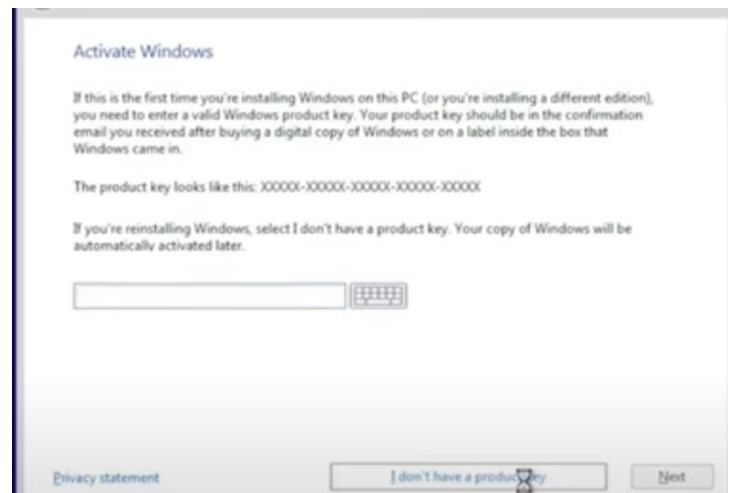 Activate Windows
If this is the first time you're installing Windows on this PC (or you're installing a different edition),
you need to enter a valid Windows product key. Your product key should be in the confirmation
email you received after buying a digital copy of Windows or on a label inside the box that
Windows came in.
The product key looks like this: XXXXX-XXXXX-XXXXX-XXXXX-XXXXX
If you're reinstalling Windows, select I don't have a product key. Your copy of Windows will be
automatically activated later.
Privacy statement
I don't have a product key
Next